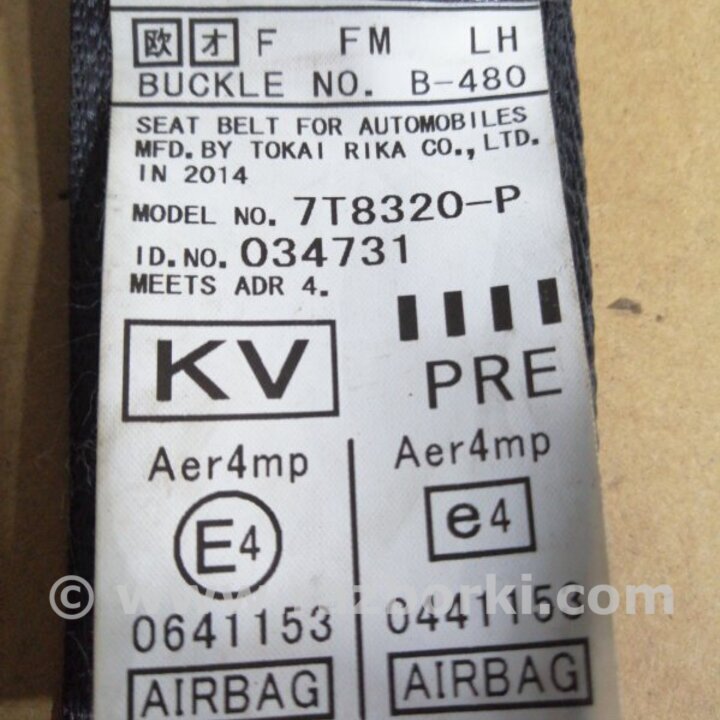 欧 オ F FM LH
BUCKLE NO. B-480
SEAT BELT FOR AUTOMOBILES
MFD.BY TOKAI RIKA CO.,LTD.
IN 2014
MODEL NO. 7T8320-P
ID.NO. 034731
MEETS ADR 4.
KV
PRE
Aer4mp Aer4mp
E4 e4
0641153 0441153
AIRBAG AIRBAG